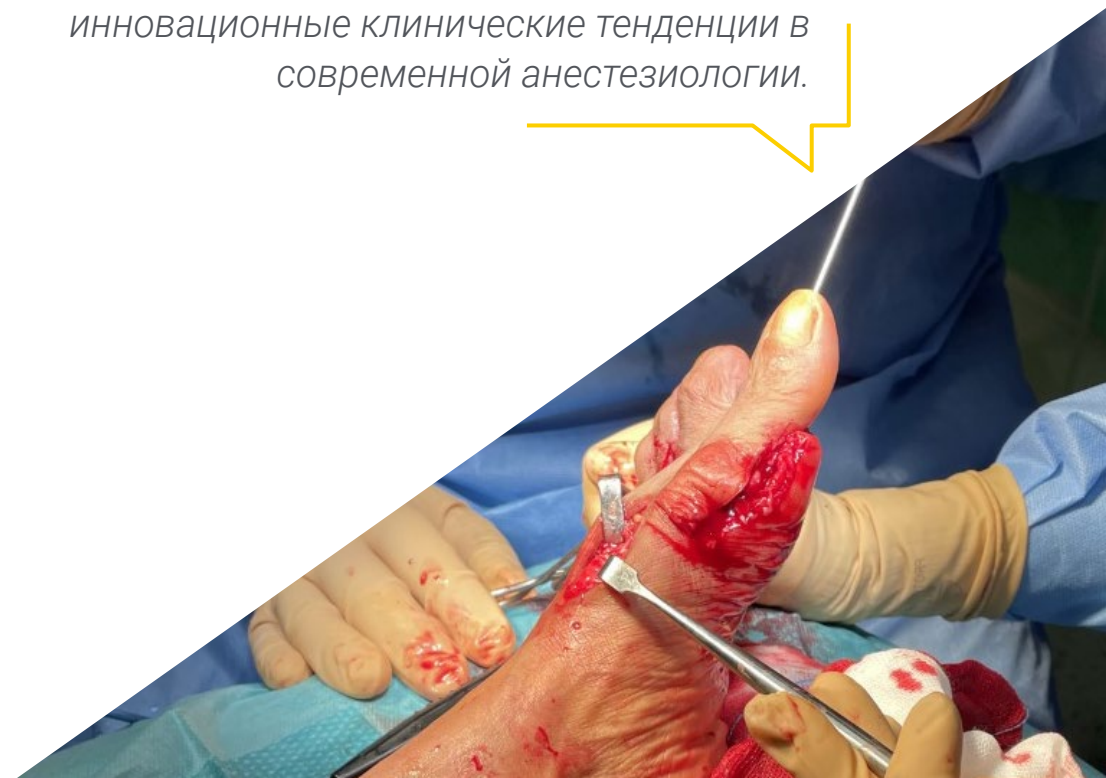 инновационные клинические тенденции в
современной анестезиологии.